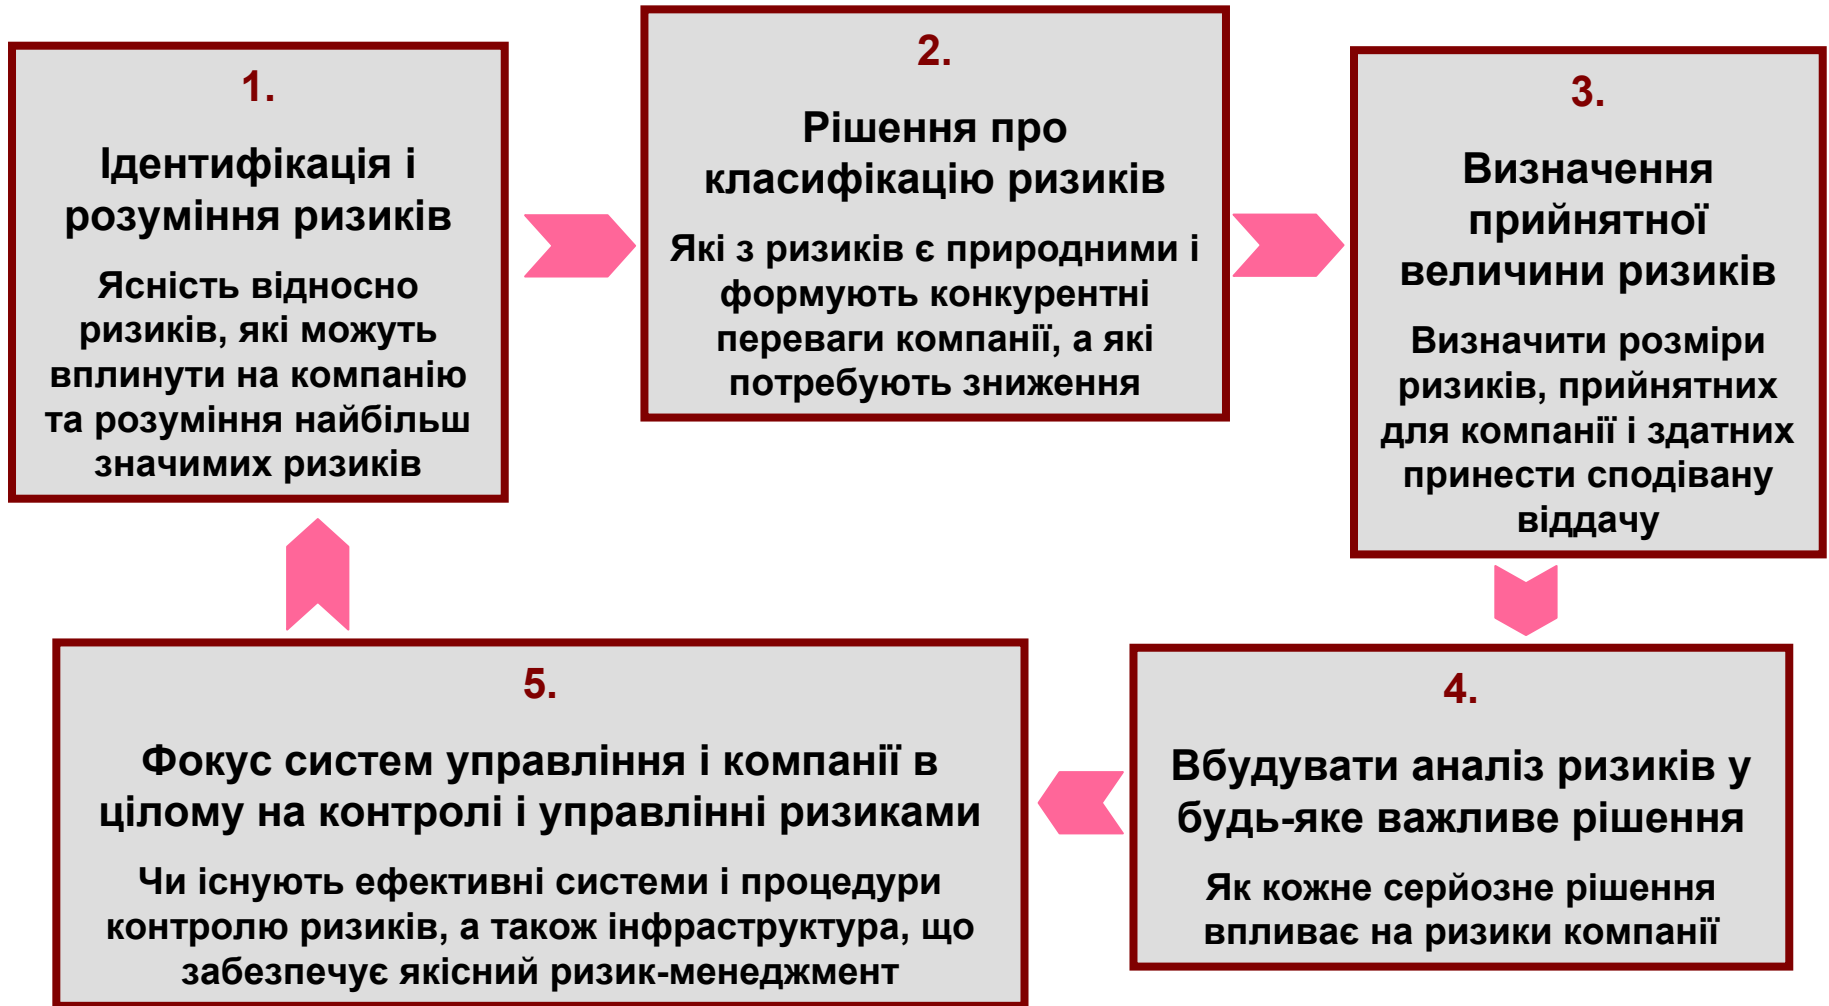 1.
Ідентифікація і
розуміння ризиків
Ясність відносно
ризиків, які можуть
вплинути на компанію
та розуміння найбільш
значимих ризиків
2.
Рішення про
класифікацію ризиків
Які з ризиків є природними і
формують конкурентні
переваги компанії, а які
потребують зниження
3.
Визначення
прийнятної
величини ризиків
Визначити розміри
ризиків, прийнятних
для компанії і здатних
принести сподівану
віддачу
4.
Вбудувати аналіз ризиків у
будь-яке важливе рішення
Як кожне серйозне рішення
впливає на ризики компанії
5.
Фокус систем управління і компанії в
цілому на контролі і управлінні ризиками
Чи існують ефективні системи і процедури
контролю ризиків, а також інфраструктура, що
забезпечує якісний ризик-менеджмент